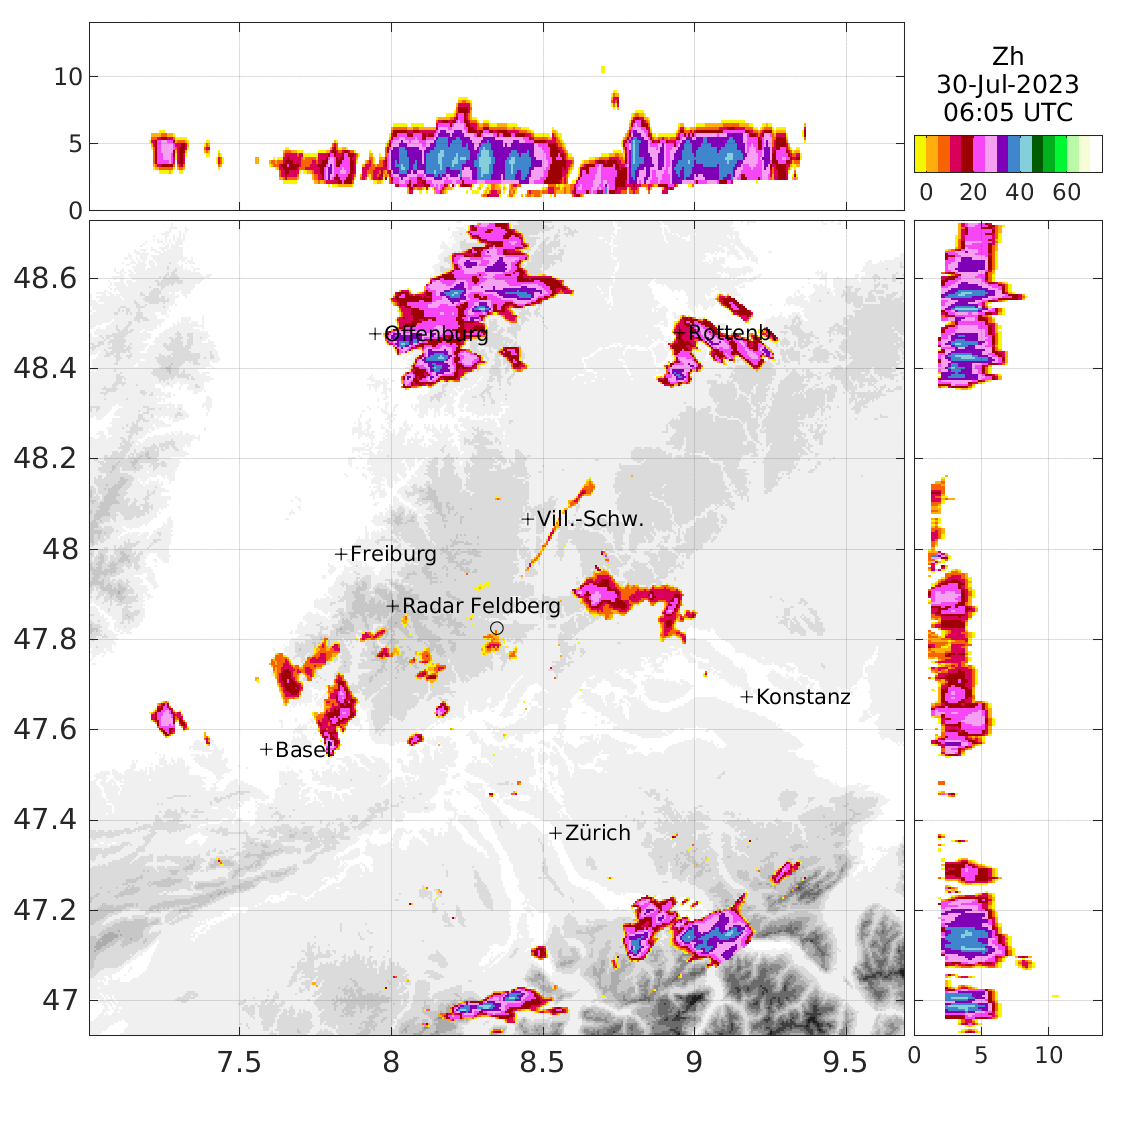 10
5
0
Zh
30-Jul-2023
06:05 UTC
0 20 40 60
48.6
48.4
48.2
48
47.8
47.6
47.4
47.2
47
Offenburg
Rottenb.
Vill.-Schw.
Freiburg
Radar Feldberg
Konstanz
Basel
Zürich
7.5 8 8.5 9 9.5
0 5 10